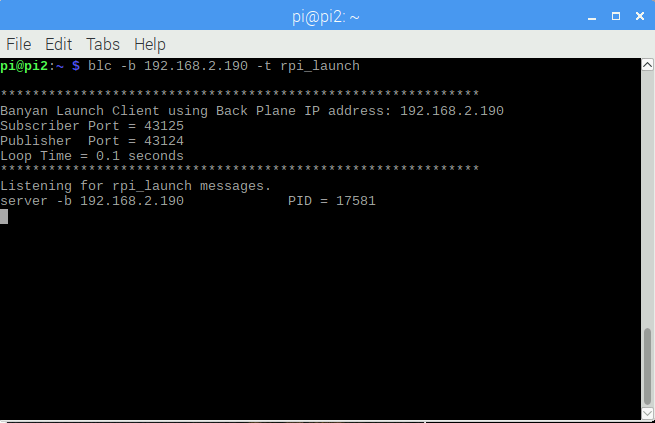 pi@pi2: ~
File Edit Tabs Help
pi@pi2:~ $ blc -b 192.168.2.190 -t rpi_launch
************************************************************
Banyan Launch Client using Back Plane IP address: 192.168.2.190
Subscriber Port = 43125
Publisher  Port = 43124
Loop Time = 0.1 seconds
************************************************************
Listening for rpi_launch messages.
server -b 192.168.2.190             PID = 17581